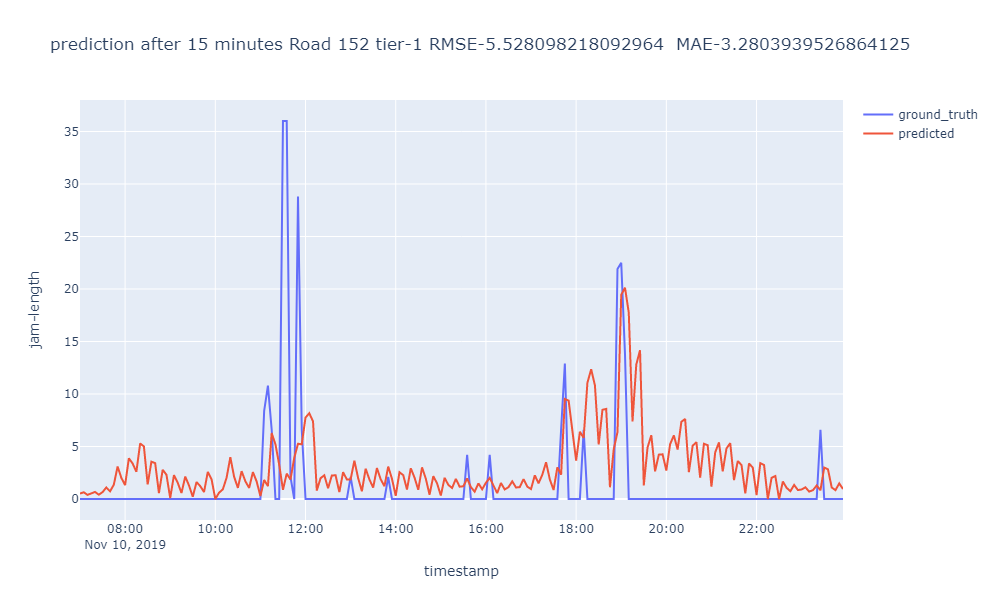 prediction after 15 minutes Road 152 tier-1 RMSE-5.528098218092964  MAE-3.2803939526864125
ground_truth
predicted
35
30
25
20
15
10
5
0
jam-length
08:00 10:00 12:00 14:00 16:00 18:00 20:00 22:00
Nov 10, 2019
timestamp